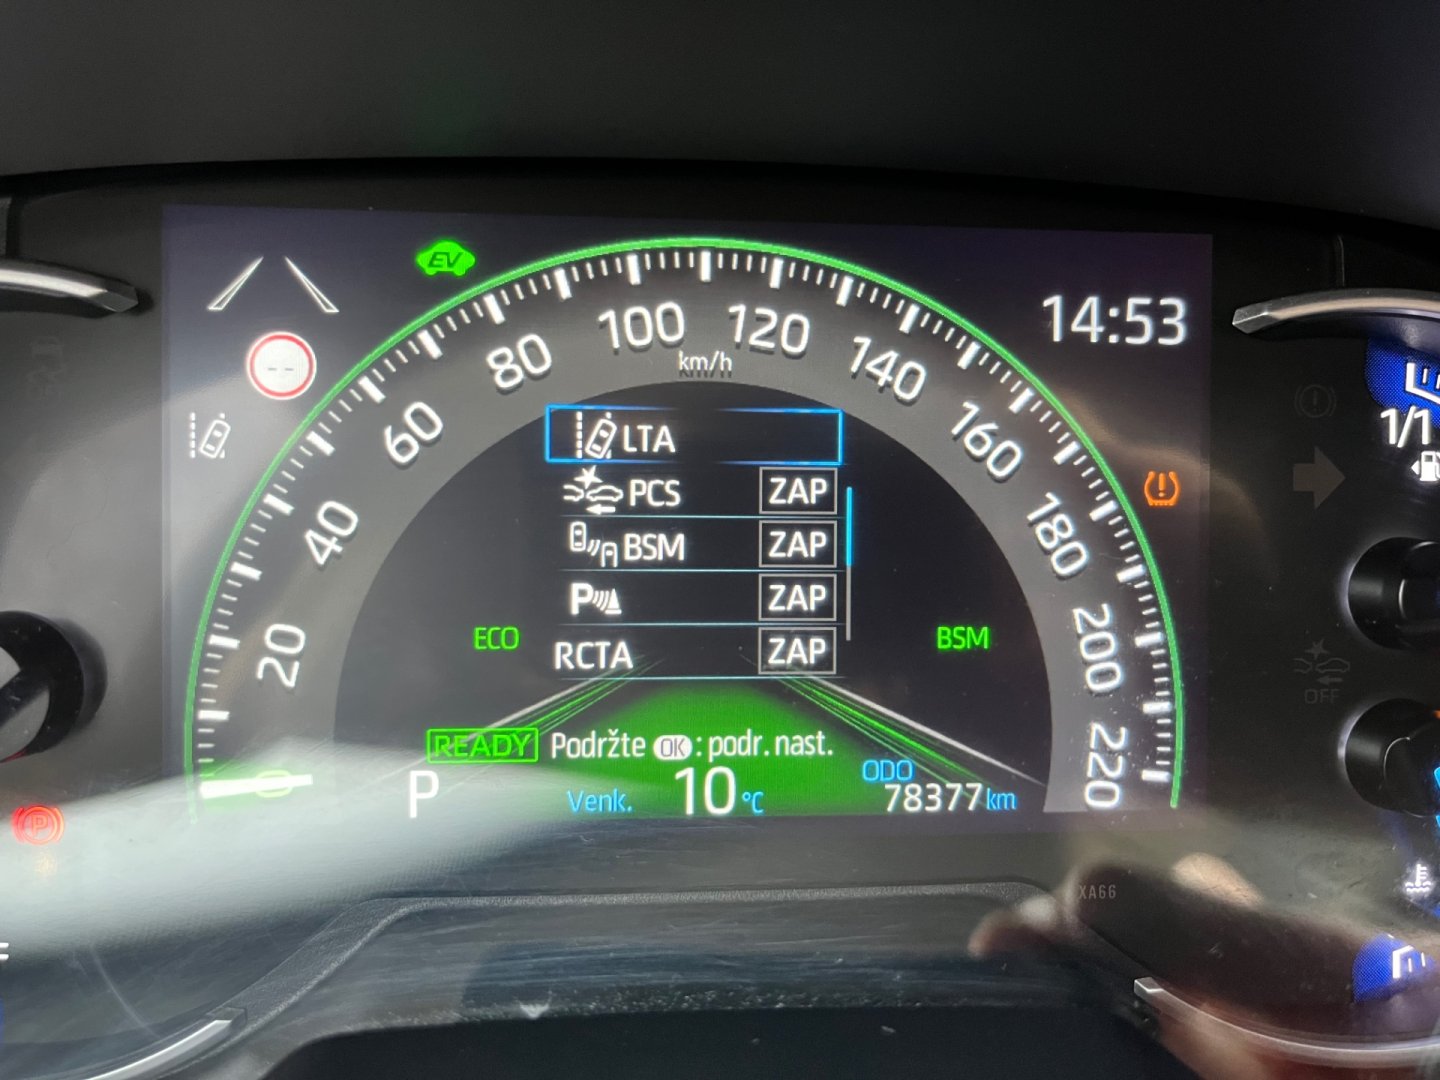 EV
14:53
20
40
60
80
100
120
140
160
180
200
220
km/h
1/1
LTA
PCS ZAP
BSM ZAP
P ZAP
RCTA ZAP
ECO
BSM
OFF
READY
Podržte OK : podr. nast.
P
Venk. 10 °C
ODO
78377 km
0
P
XA66